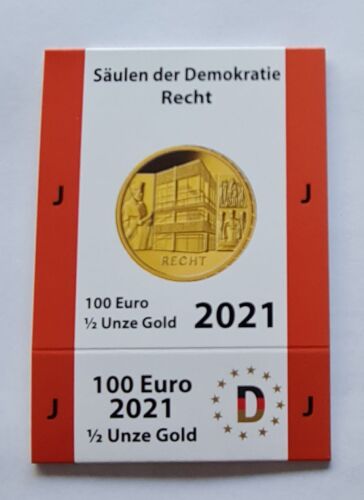 Säulen der Demokratie
Recht
J
J
RECHT
100 Euro
½ Unze Gold
2021
J
J
100 Euro
2021
½ Unze Gold
D